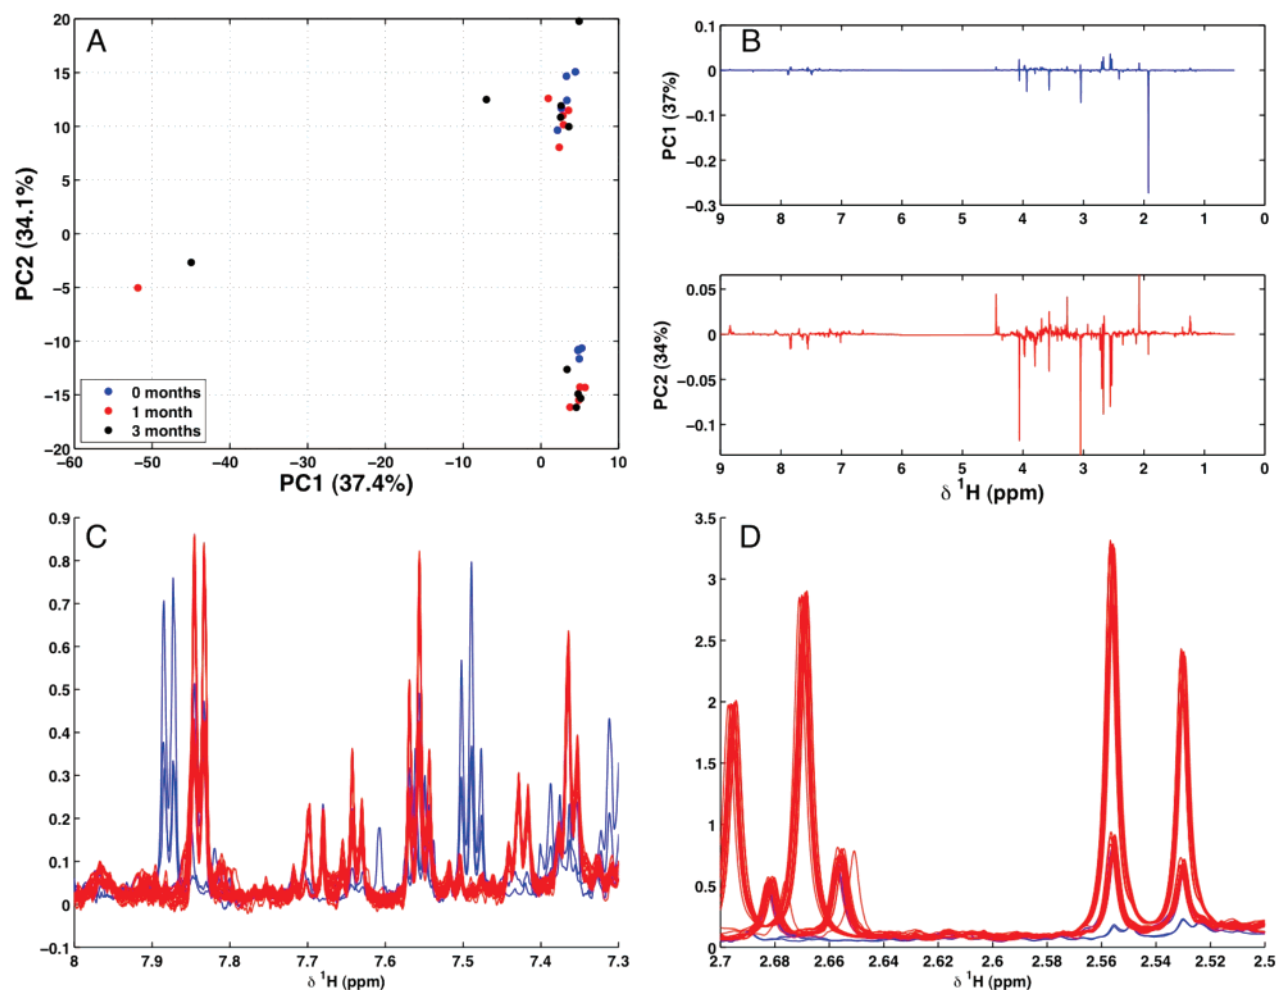 A
20
15
10
5
0
−5
−10
−15
−20
PC2 (34.1%)
0 months
1 month
3 months
−60 −50 −40 −30 −20 −10 0 10
PC1 (37.4%)
B
0.1
0
−0.1
−0.2
−0.3
PC1 (37%)
9 8 7 6 5 4 3 2 1 0
0.05
0
−0.05
−0.1
PC2 (34%)
9 8 7 6 5 4 3 2 1 0
δ ¹H (ppm)
C
0.9
0.8
0.7
0.6
0.5
0.4
0.3
0.2
0.1
0
−0.1
8 7.9 7.8 7.7 7.6 7.5 7.4 7.3
δ ¹H (ppm)
D
3.5
3
2.5
2
1.5
1
0.5
0
2.7 2.68 2.66 2.64 2.62 2.6 2.58 2.56 2.54 2.52 2.5
δ ¹H (ppm)